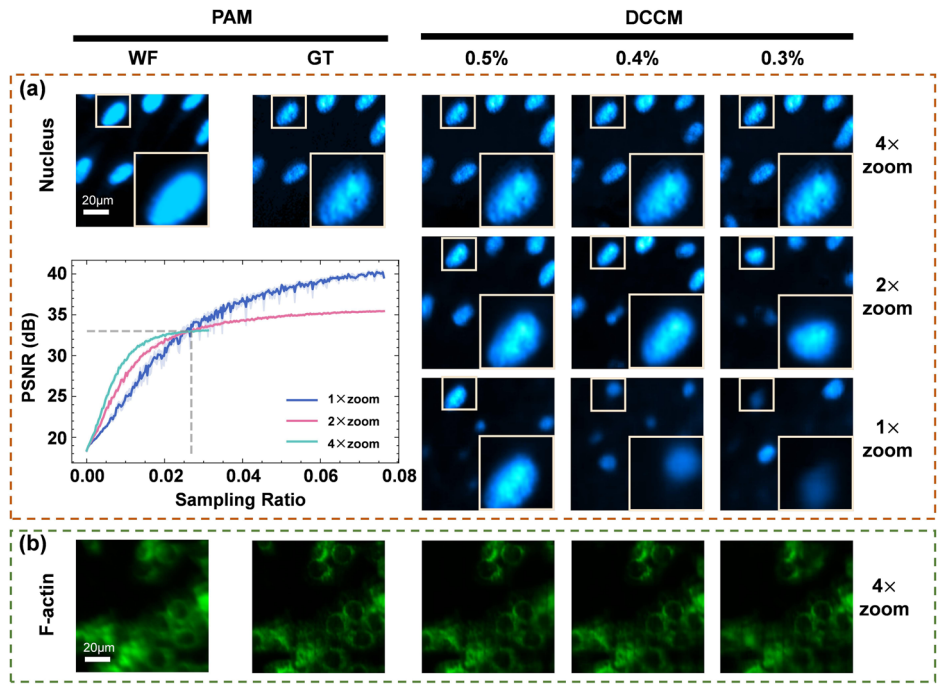 PAM
DCCM
WF
GT
0.5%
0.4%
0.3%
(a)
Nucleus
20μm
4×
zoom
2×
zoom
1×
zoom
PSNR (dB)
40
35
30
25
20
1×zoom
2×zoom
4×zoom
0.00
0.02
0.04
0.06
0.08
Sampling Ratio
(b)
F-actin
20μm
4×
zoom